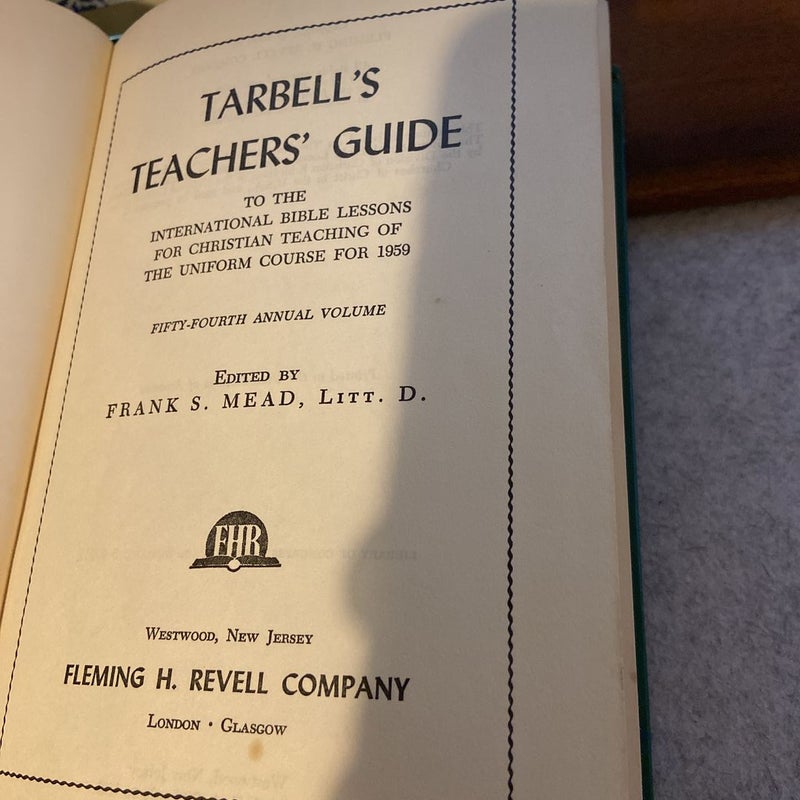 TARBELL'S
TEACHERS' GUIDE
TO THE
INTERNATIONAL BIBLE LESSONS
FOR CHRISTIAN TEACHING OF
THE UNIFORM COURSE FOR 1959
FIFTY-FOURTH ANNUAL VOLUME
EDITED BY
FRANK S. MEAD, LITT. D.
FHR
WESTWOOD, NEW JERSEY
FLEMING H. REVELL COMPANY
LONDON • GLASGOW